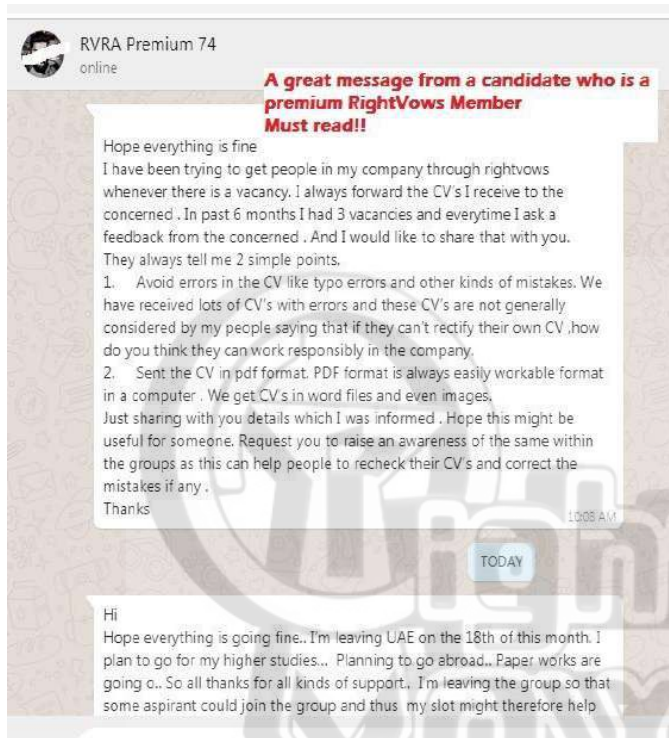 RVRA Premium 74
online
A great message from a candidate who is a
premium RightVows Member
Must read!!
Hope everything is fine
I have been trying to get people in my company through rightvows
whenever there is a vacancy. I always forward the CV's I receive to the
concerned . In past 6 months I had 3 vacancies and everytime I ask a
feedback from the concerned . And I would like to share that with you.
They always tell me 2 simple points.
1. Avoid errors in the CV like typo errors and other kinds of mistakes. We
have received lots of CV's with errors and these CV's are not generally
considered by my people saying that if they can't rectify their own CV ,how
do you think they can work responsibly in the company.
2. Sent the CV in pdf format. PDF format is always easily workable format
in a computer . We get CV's in word files and even images.
Just sharing with you details which I was informed . Hope this might be
useful for someone. Request you to raise an awareness of the same within
the groups as this can help people to recheck their CV's and correct the
mistakes if any .
Thanks
10:08 AM
TODAY
Hi
Hope everything is going fine.. I'm leaving UAE on the 18th of this month. I
plan to go for my higher studies... Planning to go abroad.. Paper works are
going o.. So all thanks for all kinds of support.. I'm leaving the group so that
some aspirant could join the group and thus my slot might therefore help